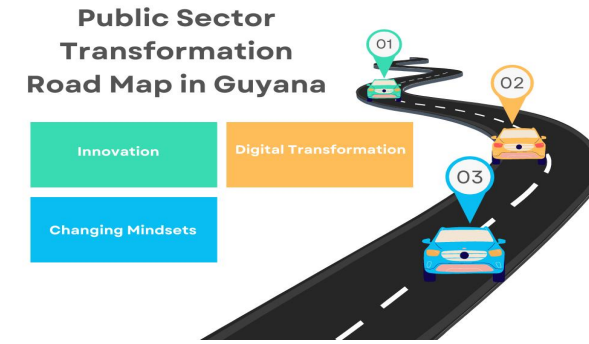 Public Sector
Transformation
Road Map in Guyana
01
02
Innovation
Digital Transformation
03
Changing Mindsets